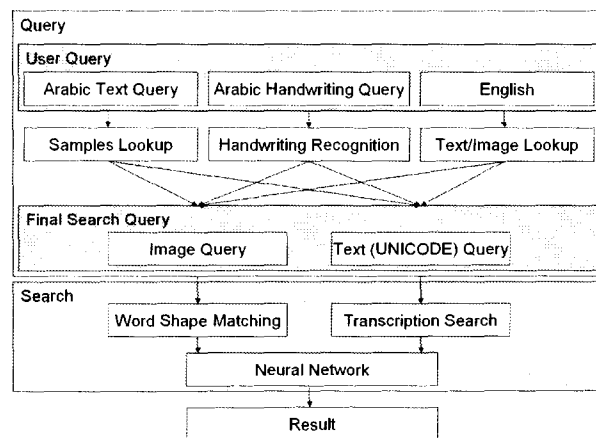 Query
User Query
Arabic Text Query Arabic Handwriting Query English
Samples Lookup Handwriting Recognition Text/Image Lookup
Final Search Query
Image Query Text (UNICODE) Query
Search
Word Shape Matching Transcription Search
Neural Network
Result